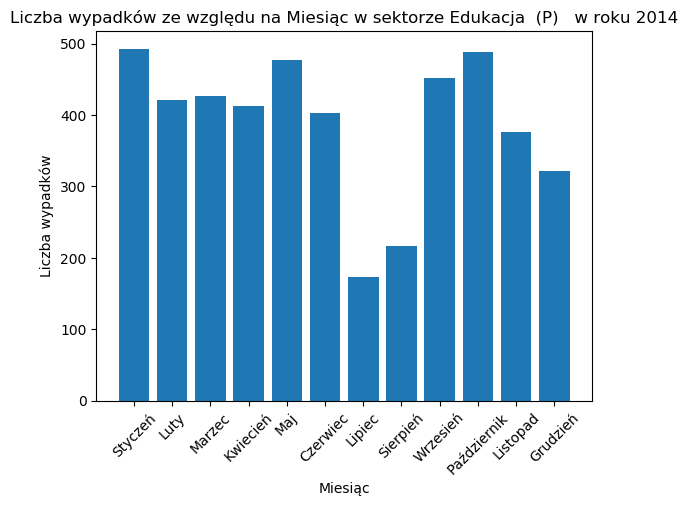 Liczba wypadków ze względu na Miesiąc w sektorze Edukacja  (P)   w roku 2014
Liczba wypadków
500
400
300
200
100
0
Styczeń
Luty
Marzec
Kwiecień
Maj
Czerwiec
Lipiec
Sierpień
Wrzesień
Październik
Listopad
Grudzień
Miesiąc